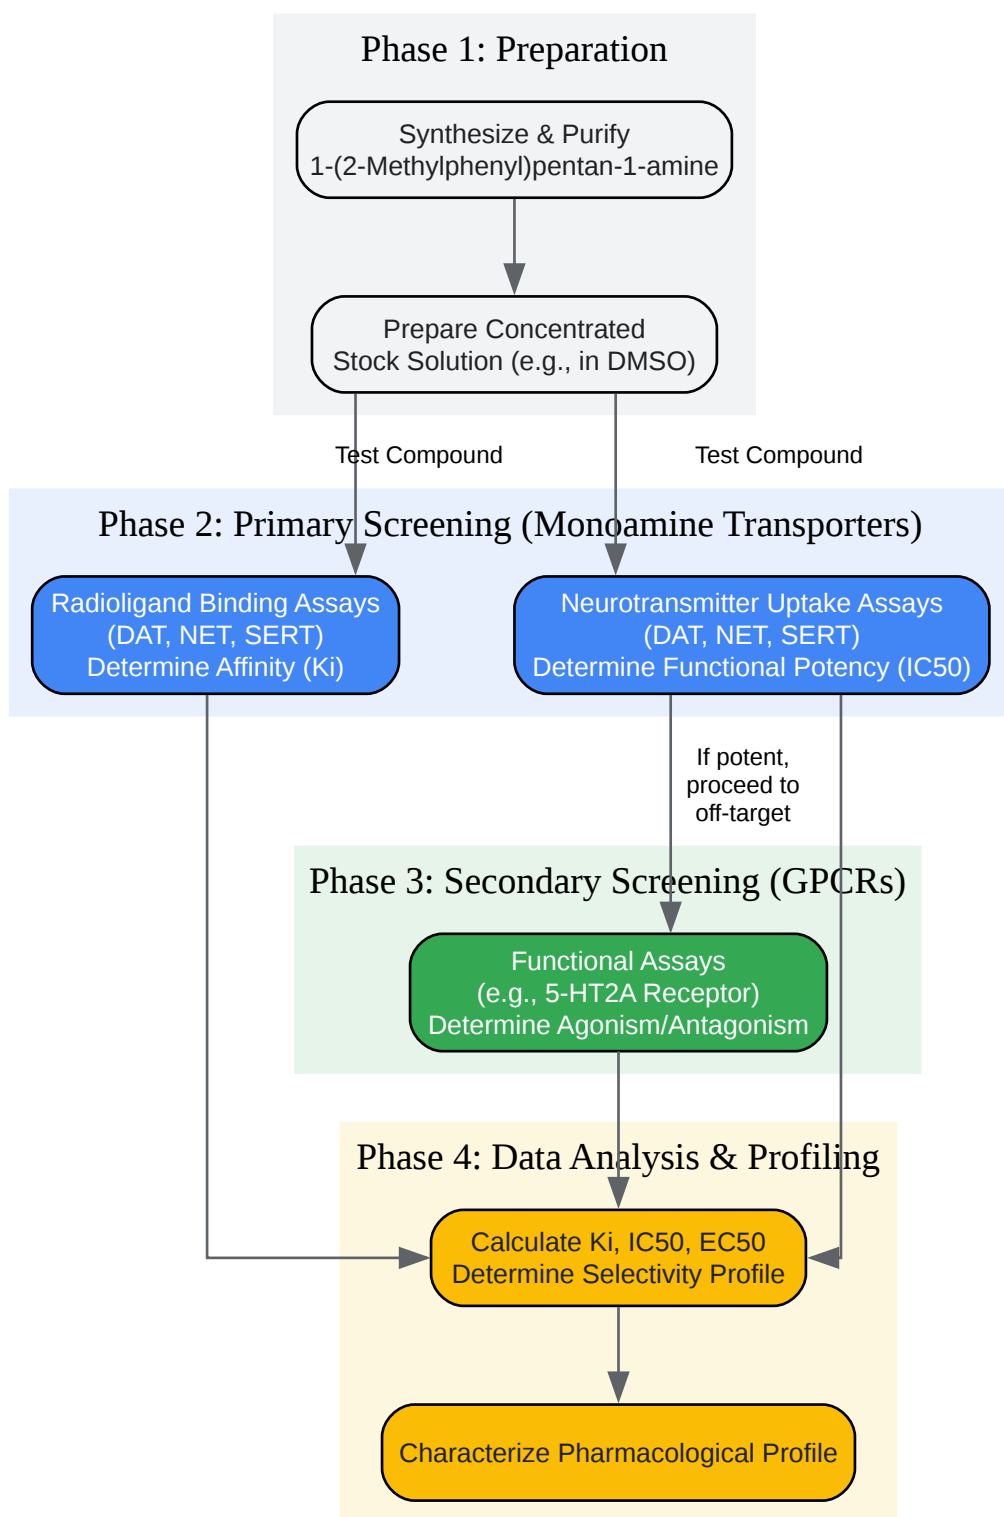 Phase 1: Preparation
Synthesize & Purify
1-(2-Methylphenyl)pentan-1-amine
Prepare Concentrated
Stock Solution (e.g., in DMSO)
Test Compound
Test Compound
Phase 2: Primary Screening (Monoamine Transporters)
Radioligand Binding Assays
(DAT, NET, SERT)
Determine Affinity (Ki)
Neurotransmitter Uptake Assays
(DAT, NET, SERT)
Determine Functional Potency (IC50)
If potent,
proceed to
off-target
Phase 3: Secondary Screening (GPCRs)
Functional Assays
(e.g., 5-HT2A Receptor)
Determine Agonism/Antagonism
Phase 4: Data Analysis & Profiling
Calculate Ki, IC50, EC50
Determine Selectivity Profile
Characterize Pharmacological Profile